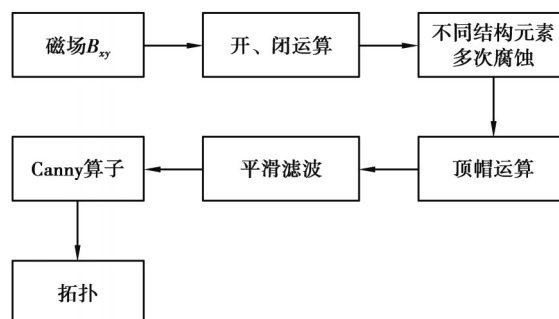 磁场Bxy
开、闭运算
不同结构元素
多次腐蚀
顶帽运算
平滑滤波
Canny算子
拓扑